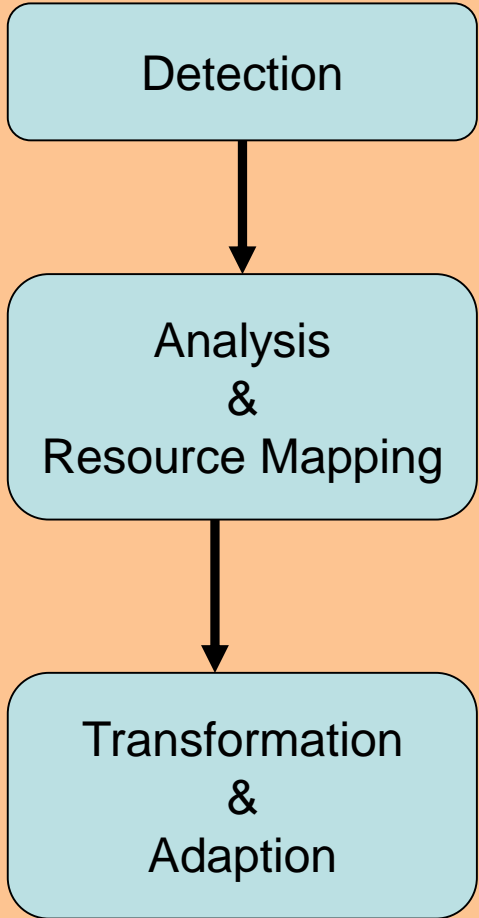 Detection
Analysis
&
Resource Mapping
Transformation
&
Adaption